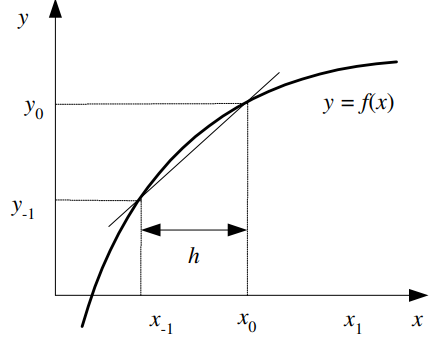 y
y₀
y = f(x)
y₋₁
h
x₋₁ x₀ x₁ x